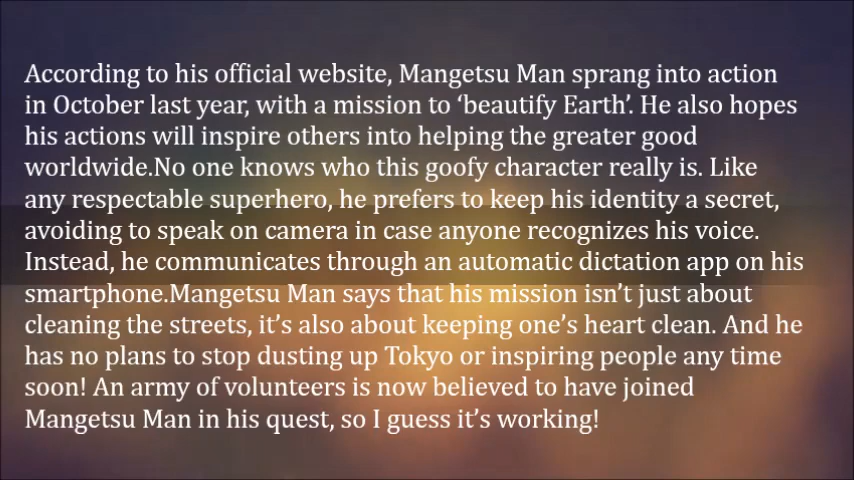 According to his official website, Mangetsu Man sprang into action
in October last year, with a mission to ‘beautify Earth’. He also hopes
his actions will inspire others into helping the greater good
worldwide.No one knows who this goofy character really is. Like
any respectable superhero, he prefers to keep his identity a secret,
avoiding to speak on camera in case anyone recognizes his voice.
Instead, he communicates through an automatic dictation app on his
smartphone.Mangetsu Man says that his mission isn’t just about
cleaning the streets, it’s also about keeping one’s heart clean. And he
has no plans to stop dusting up Tokyo or inspiring people any time
soon! An army of volunteers is now believed to have joined
Mangetsu Man in his quest, so I guess it’s working!